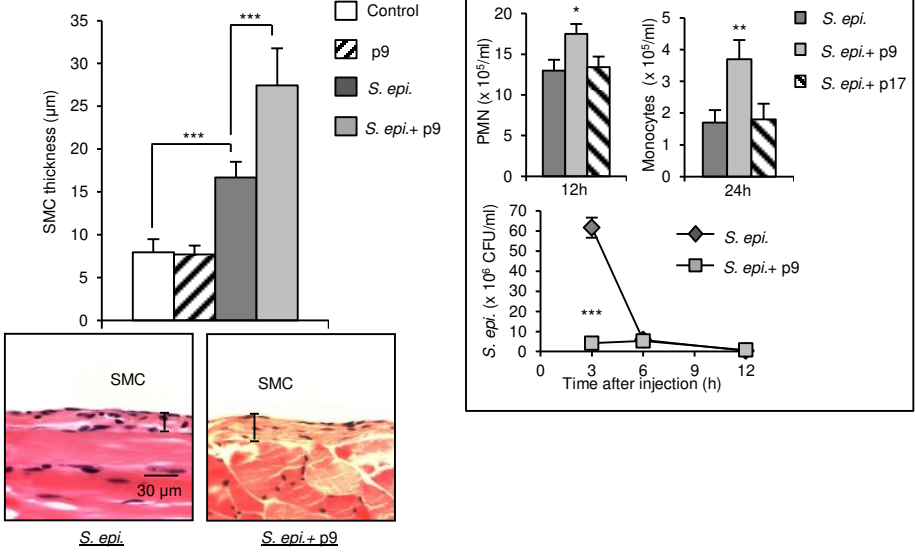 SMC thickness (µm)
35
30
25
20
15
10
5
0
***
***
Control
p9
S. epi.
S. epi.+ p9
SMC
30 µm
S. epi.
SMC
S. epi.+ p9
PMN (x 10⁵/ml)
20
15
10
5
0
*
12h
Monocytes (x 10⁵/ml)
5
4
3
2
1
0
**
24h
S. epi.
S. epi.+ p9
S. epi.+ p17
S. epi. (x 10⁶ CFU/ml)
70
60
50
40
30
20
10
0
***
S. epi.
S. epi.+ p9
0 3 6 9 12
Time after injection (h)